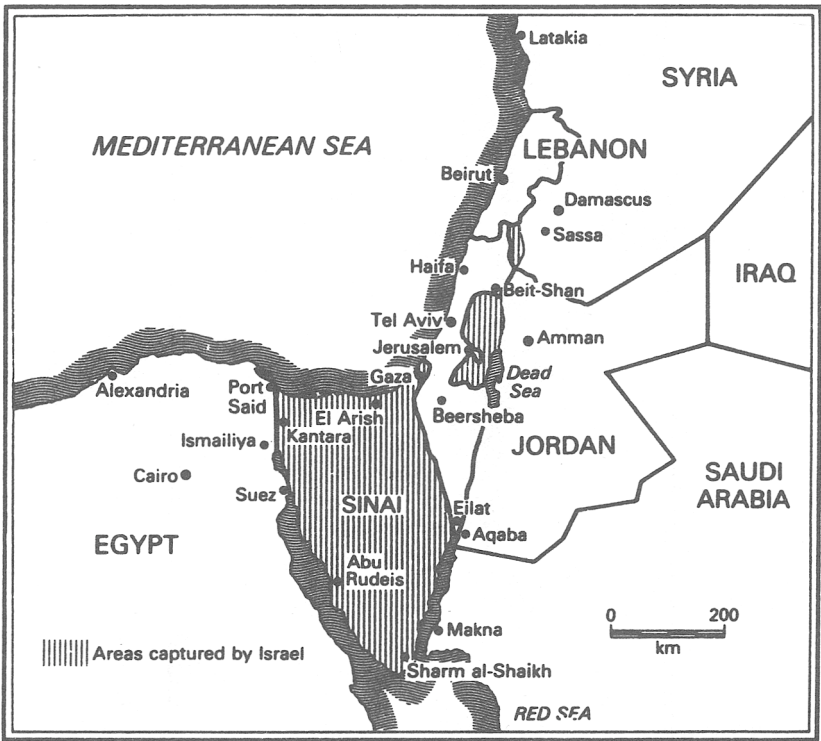 Latakia
SYRIA
MEDITERRANEAN SEA
LEBANON
Beirut
Damascus
Sassa
Haifa
IRAQ
Beit-Shan
Tel Aviv
Amman
Jerusalem
Gaza
Dead
Sea
Alexandria
Port
Said
El Arish
Beersheba
Kantara
Ismailiya
JORDAN
Cairo
SAUDI
ARABIA
Suez
SINAI
Eilat
Aqaba
EGYPT
Abu
Rudeis
0 200
km
Makna
Areas captured by Israel
Sharm al-Shaikh
RED SEA